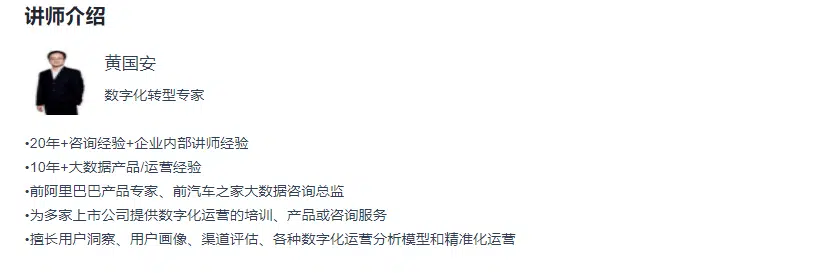 讲师介绍
黄国安
数字化转型专家
•20年+咨询经验+企业内部讲师经验
•10年+大数据产品/运营经验
•前阿里巴巴产品专家、前汽车之家大数据咨询总监
•为多家上市公司提供数字化运营的培训、产品或咨询服务
•擅长用户洞察、用户画像、渠道评估、各种数字化运营分析模型和精准化运营